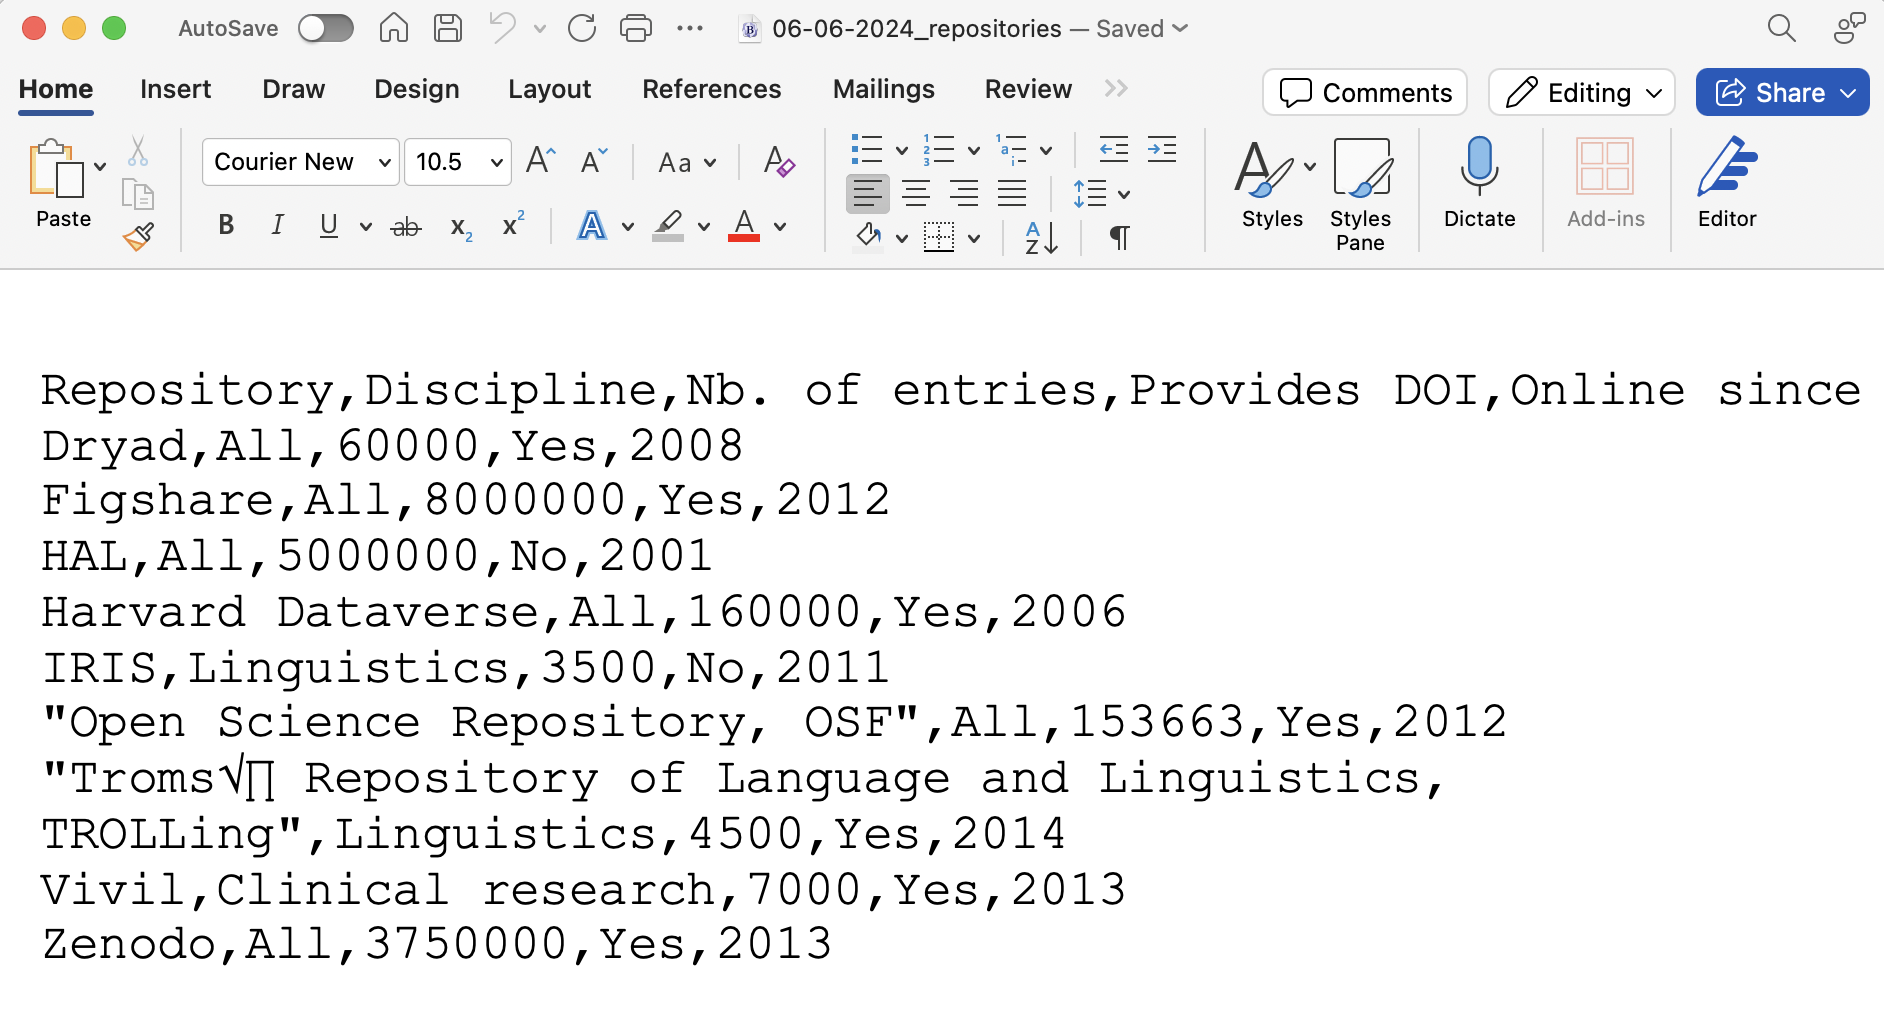 AutoSave 06-06-2024_repositories — Saved
Home Insert Draw Design Layout References Mailings Review Comments Editing Share
Paste Courier New 10.5 Styles Styles Pane Dictate Add-ins Editor
Repository,Discipline,Nb. of entries,Provides DOI,Online since
Dryad,All,60000,Yes,2008
Figshare,All,8000000,Yes,2012
HAL,All,5000000,No,2001
Harvard Dataverse,All,160000,Yes,2006
IRIS,Linguistics,3500,No,2011
"Open Science Repository, OSF",All,153663,Yes,2012
"Troms√∏ Repository of Language and Linguistics,
TROLLing",Linguistics,4500,Yes,2014
Vivil,Clinical research,7000,Yes,2013
Zenodo,All,3750000,Yes,2013